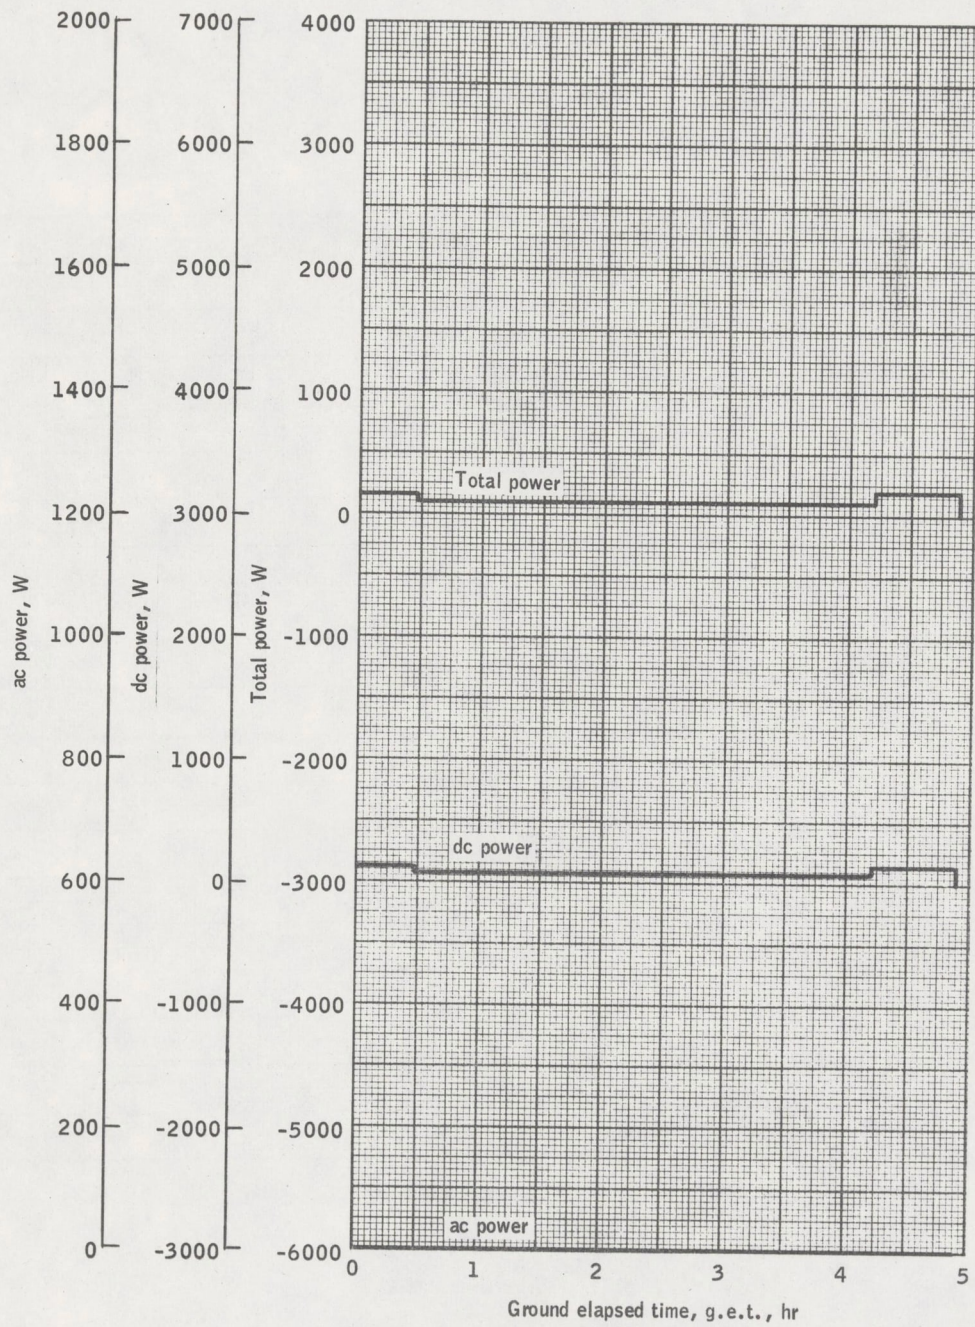 2000 7000 4000
1800 6000 3000
1600 5000 2000
1400 4000 1000
Total power
1200 3000 0
ac power, W
dc power, W
Total power, W
1000 2000 -1000
800 1000 -2000
dc power
600 0 -3000
400 -1000 -4000
200 -2000 -5000
ac power
0 -3000 -6000
0 1 2 3 4 5
Ground elapsed time, g.e.t., hr